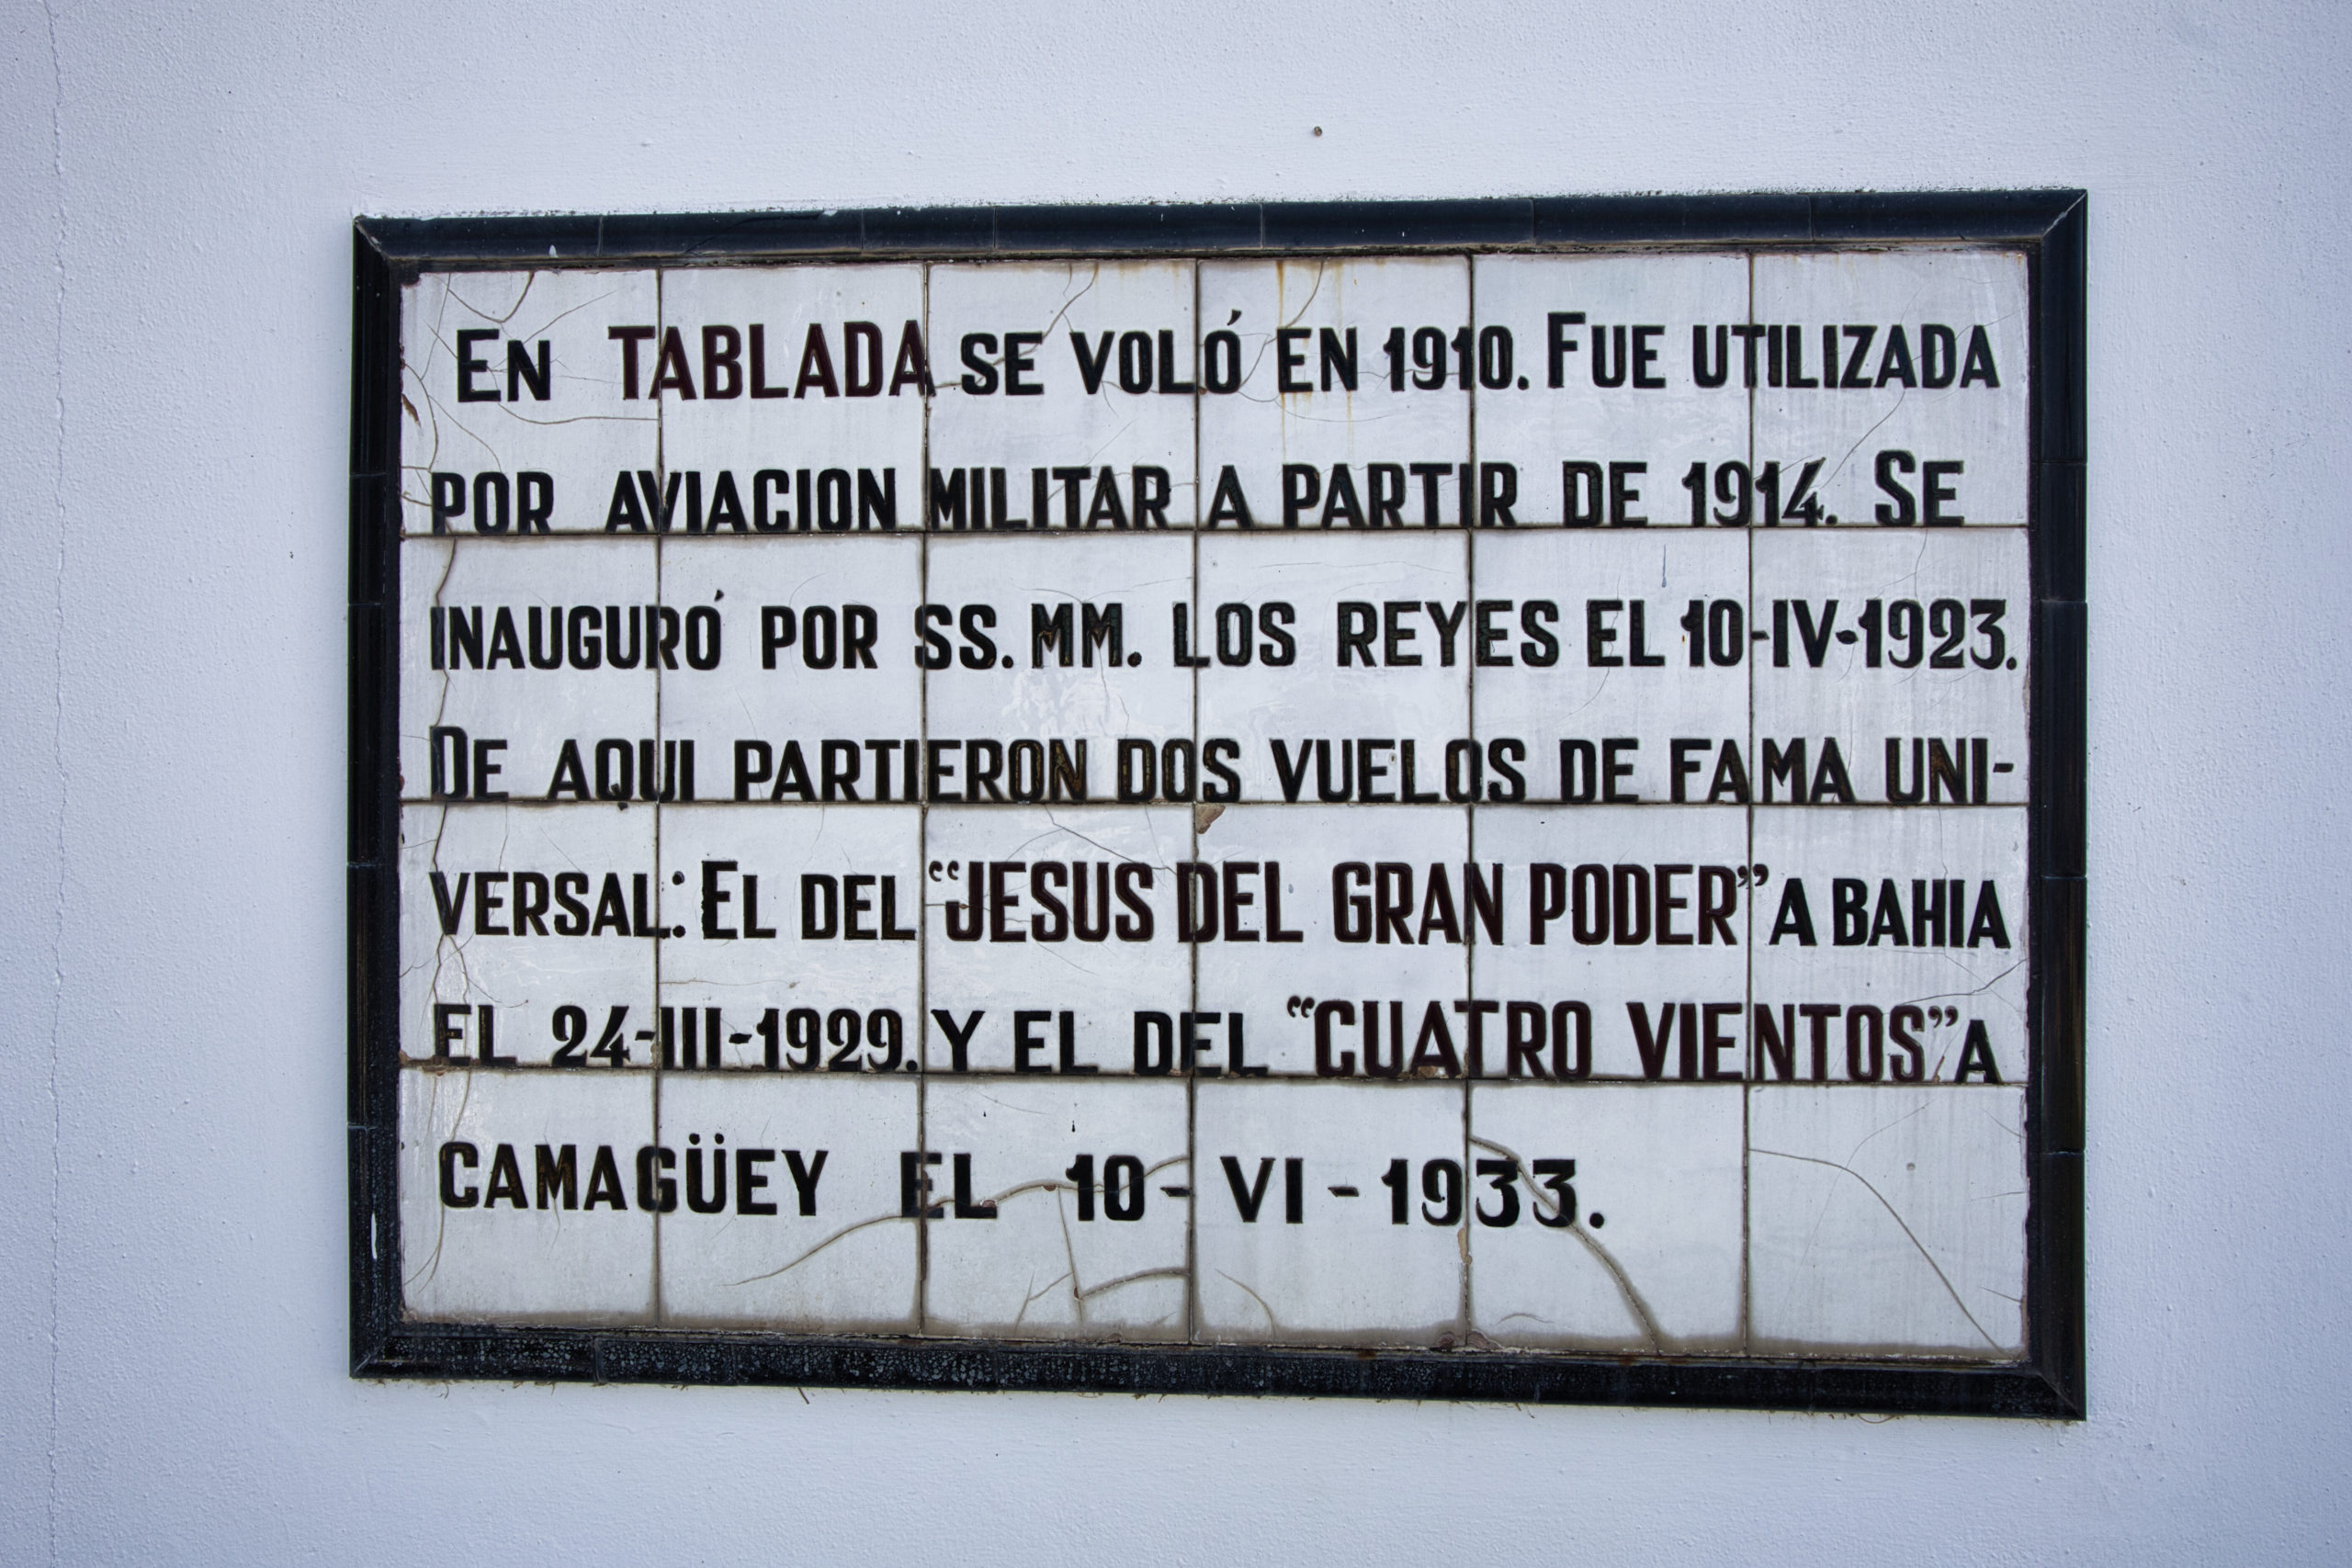 En TABLADA SE VOLÓ EN 1910. FUE UTILIZADA
POR AVIACION MILITAR A PARTIR DE 1914. SE
INAUGURÓ POR SS. MM. LOS REYES EL 10-IV-1923.
DE AQUI PARTIERON DOS VUELOS DE FAMA UNI-
VERSAL: EL DEL “JESUS DEL GRAN PODER” A BAHIA
EL 24-III-1929. Y EL DEL “CUATRO VIENTOS” A
CAMAGÜEY EL 10 - VI - 1933.